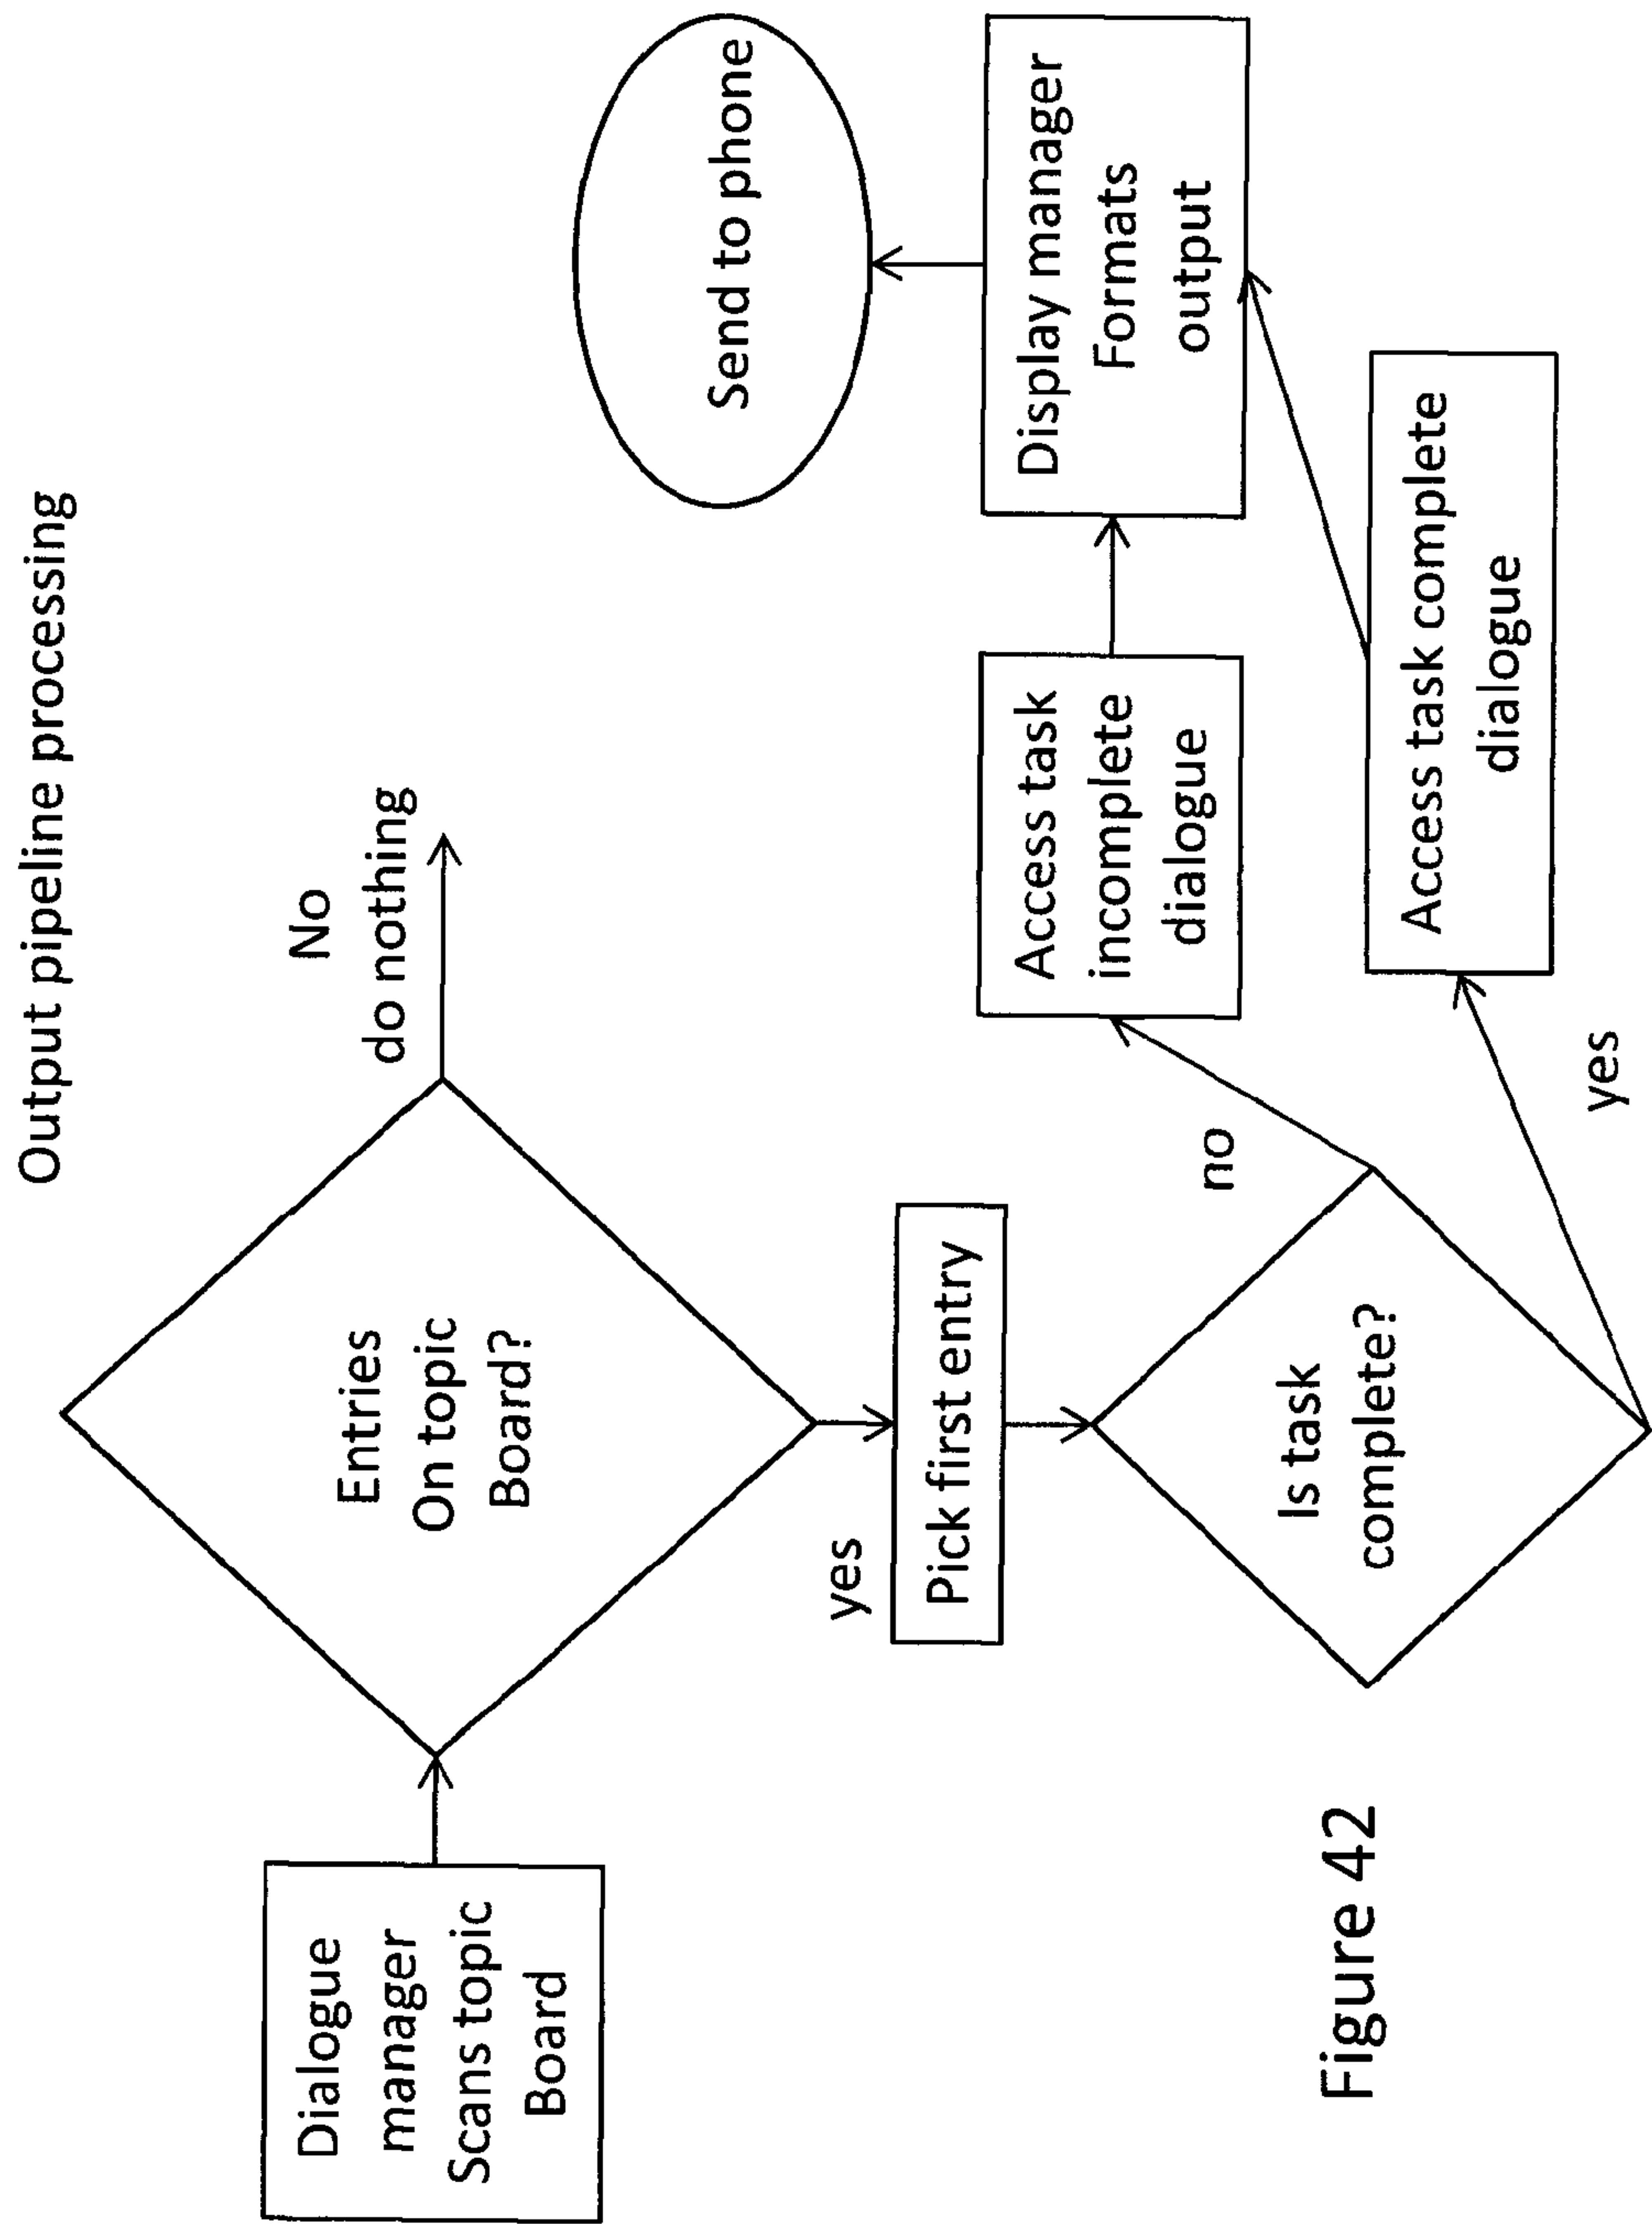 Output pipeline processing
Dialogue
manager
Scans topic
Board
Entries
On topic
Board?
No
do nothing
yes
Pick first entry
Is task
complete?
no
Access task
incomplete
dialogue
yes
Access task complete
dialogue
Display manager
Formats
output
Send to phone
Figure 42